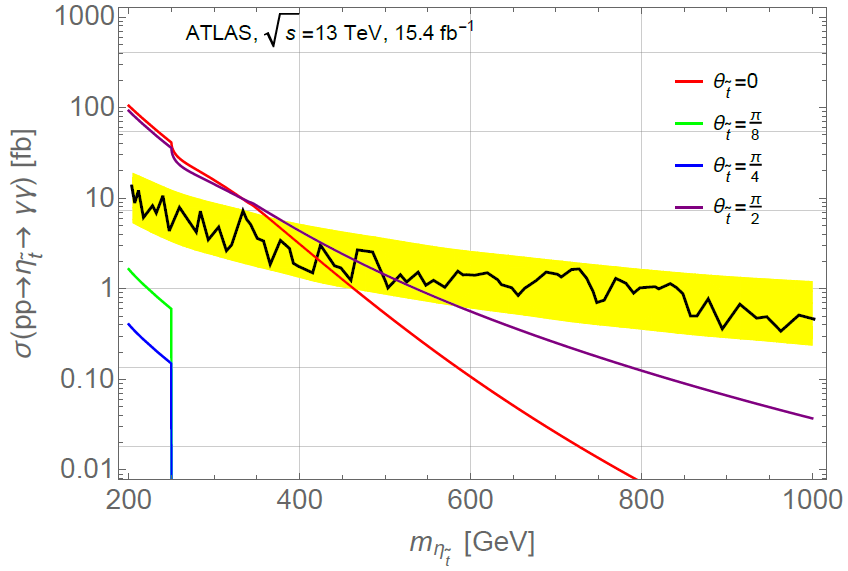 ATLAS, √s =13 TeV, 15.4 fb⁻¹
θ_t̃=0
θ_t̃=π/8
θ_t̃=π/4
θ_t̃=π/2
1000
100
10
1
0.10
0.01
σ(pp→η_t̃→ γγ) [fb]
200 400 600 800 1000
m_η_t̃ [GeV]